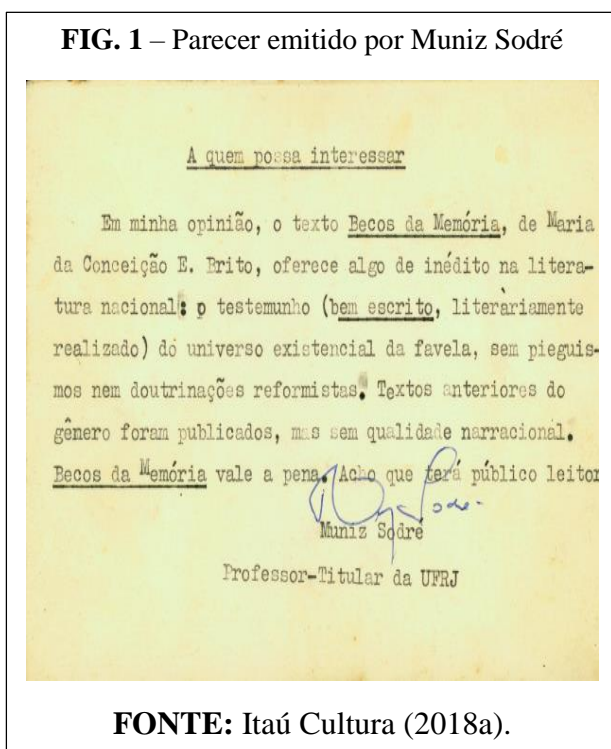 FIG. 1 – Parecer emitido por Muniz Sodré
A quem possa interessar
Em minha opinião, o texto Becos da Memória, de Maria
da Conceição E. Brito, oferece algo de inédito na litera-
tura nacional: o testemunho (bem escrito, literàriamente
realizado) do universo existencial da favela, sem pieguis-
mos nem doutrinações reformistas. Textos anteriores do
gênero foram publicados, mas sem qualidade narracional.
Becos da Memória vale a pena. Acho que terá público leitor
Muniz Sodré
Professor-Titular da UFRJ
FONTE: Itaú Cultura (2018a).